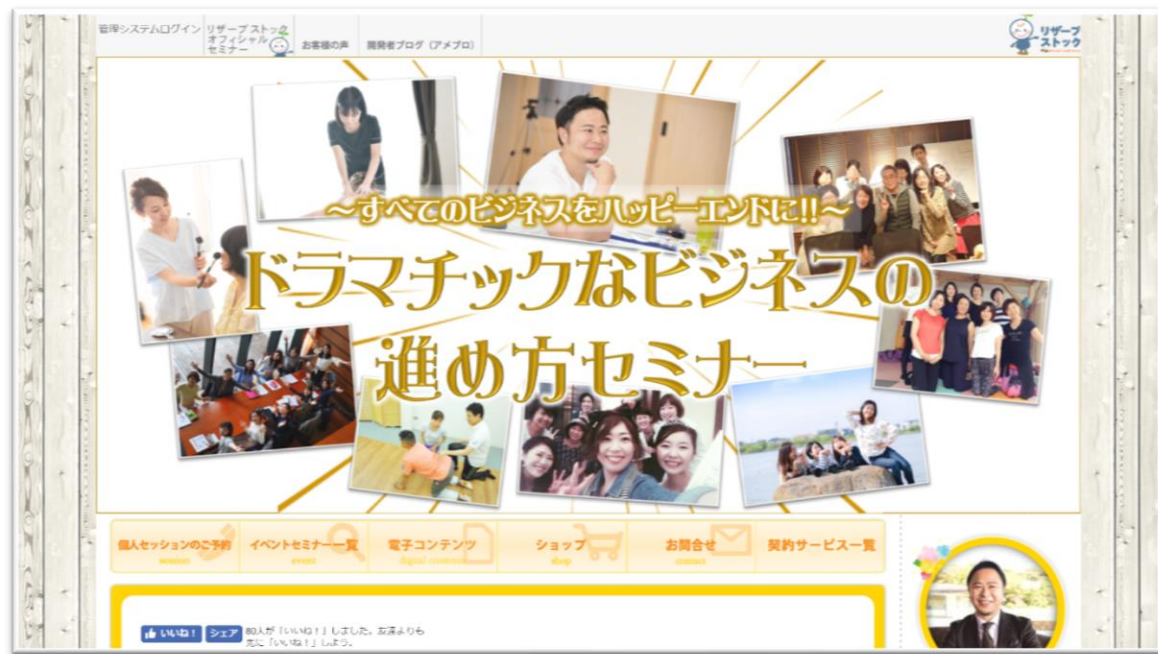 管理システムログイン
リザーブストック
オフィシャル
セミナー
お客様の声
開発者ブログ（アメブロ）
リザーブ
ストック
～すべてのビジネスをハッピーエンドに!!～
ドラマチックなビジネスの
進め方セミナー
個人セッションのご予約
session
イベントセミナー一覧
event
電子コンテンツ
digital contents
ショップ
shop
お問合せ
contact
契約サービス一覧
いいね！
シェア
80人が「いいね！」しました。友達よりも
先に「いいね！」しよう。